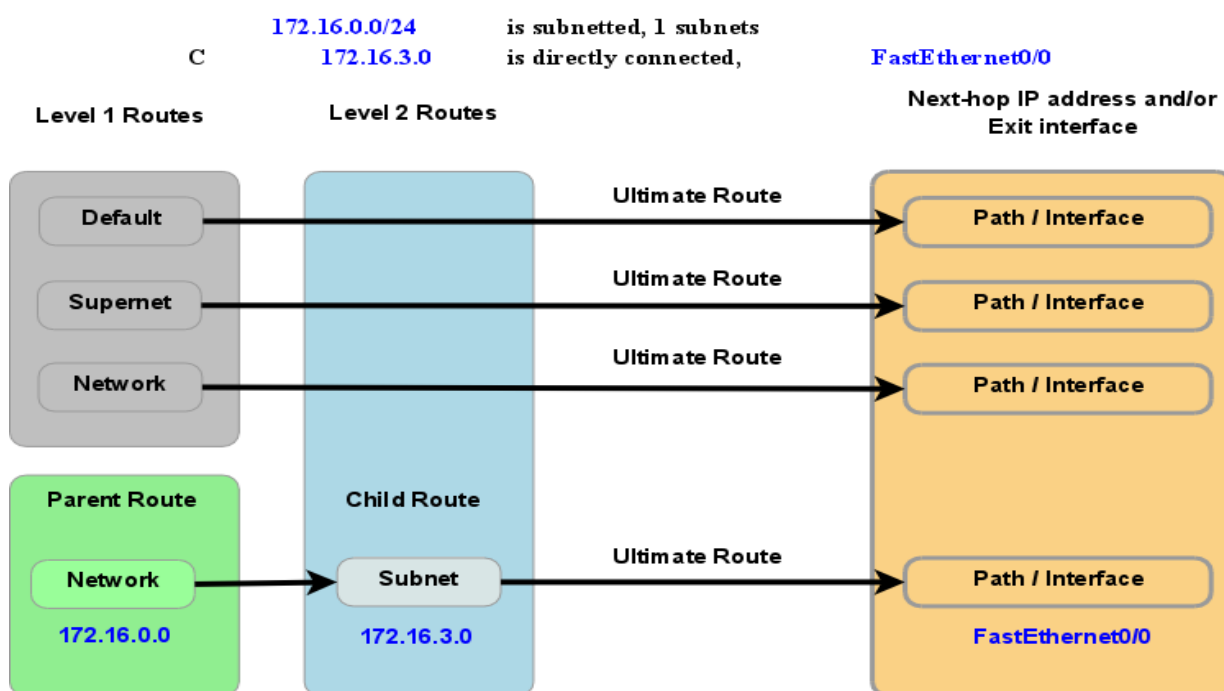 172.16.0.0/24 is subnetted, 1 subnets
C 172.16.3.0 is directly connected, FastEthernet0/0
Level 1 Routes
Level 2 Routes
Next-hop IP address and/or
Exit interface
Default
Ultimate Route
Path / Interface
Supernet
Ultimate Route
Path / Interface
Network
Ultimate Route
Path / Interface
Parent Route
Child Route
Network
Subnet
Ultimate Route
Path / Interface
172.16.0.0
172.16.3.0
FastEthernet0/0